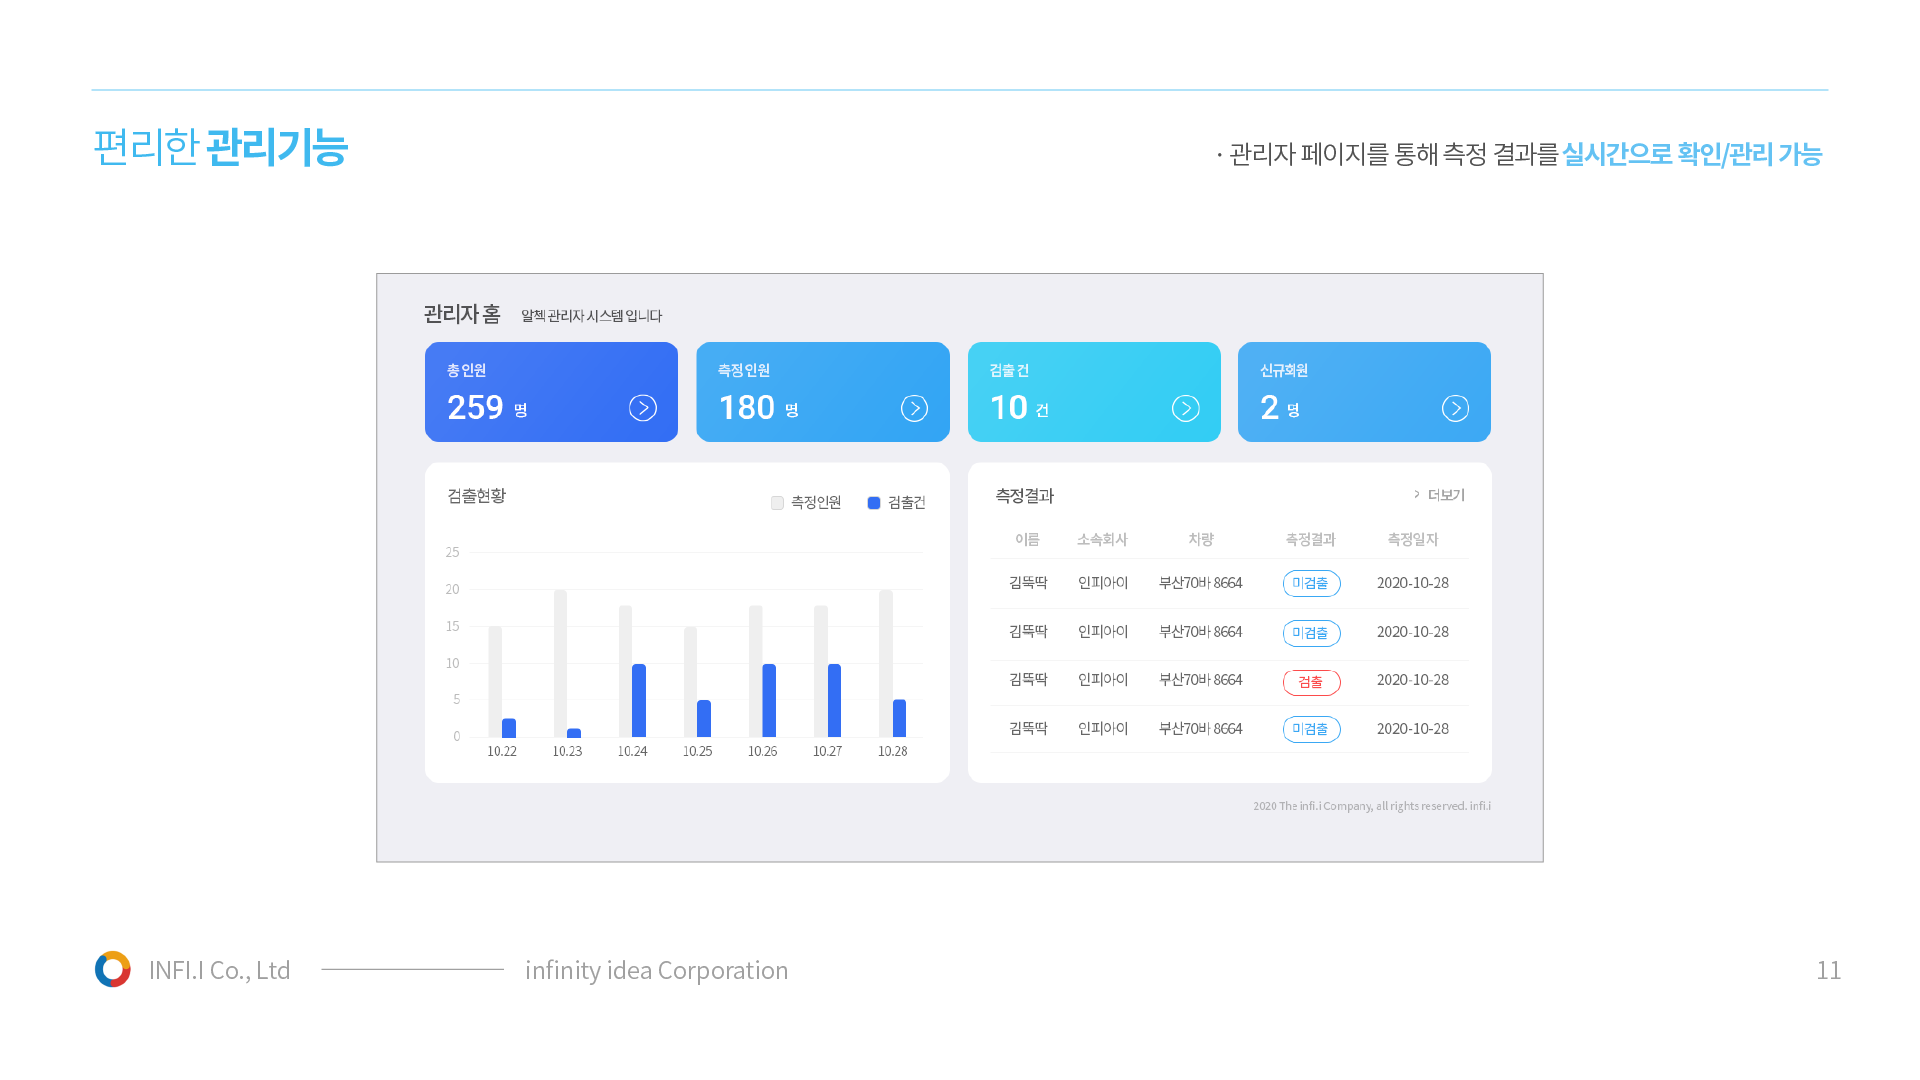 편리한 관리기능
· 관리자 페이지를 통해 측정 결과를 실시간으로 확인/관리 가능
관리자 홈 알첵 관리자 시스템 입니다
총 인원
259 명
측정 인원
180 명
검출 건
10 건
신규회원
2 명
검출현황
측정인원 검출건
25
20
15
10
5
0
10.22 10.23 10.24 10.25 10.26 10.27 10.28
측정결과
> 더보기
이름 소속회사 차량 측정결과 측정일자
김뚝딱 인피아이 부산70바 8664 미검출 2020-10-28
김뚝딱 인피아이 부산70바 8664 미검출 2020-10-28
김뚝딱 인피아이 부산70바 8664 검출 2020-10-28
김뚝딱 인피아이 부산70바 8664 미검출 2020-10-28
2020 The infi.i Company, all rights reserved. infi.i
INFI.I Co., Ltd infinity idea Corporation 11